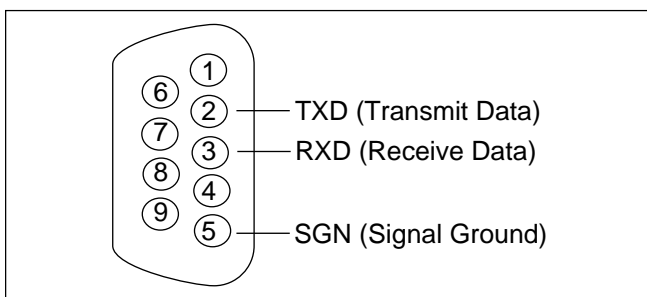 1
6
2 TXD (Transmit Data)
7
3 RXD (Receive Data)
8
4
9
5 SGN (Signal Ground)